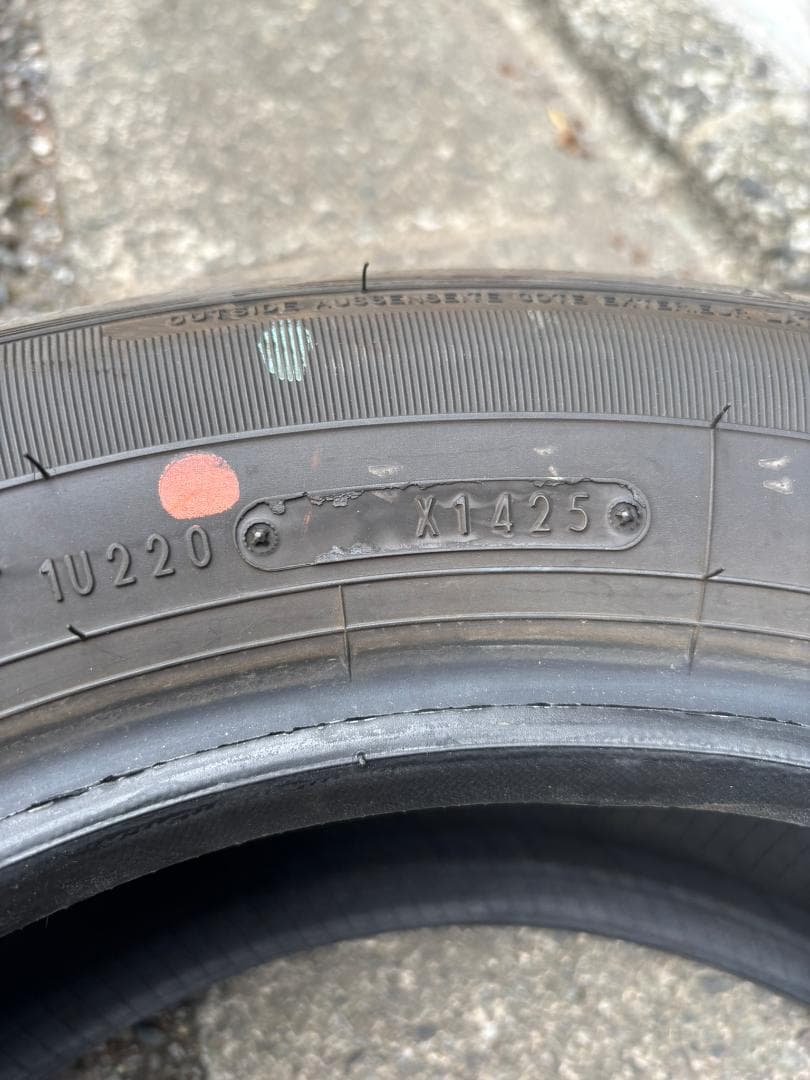 OUTSIDE AUSSENSEITE COTE EXTERIEUR
1U220 X1425